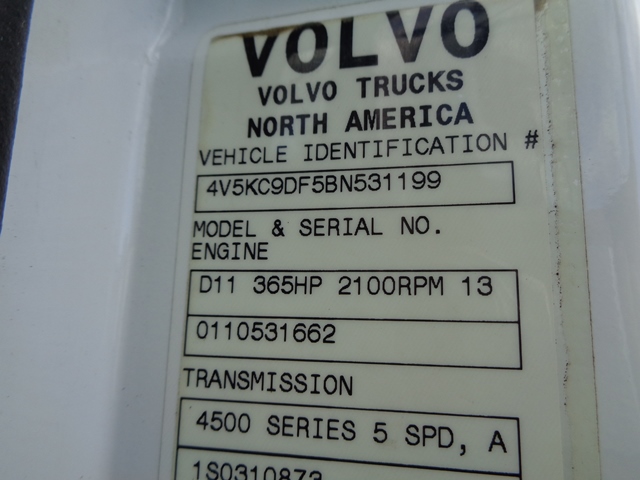 VOLVO
VOLVO TRUCKS
NORTH AMERICA
VEHICLE IDENTIFICATION #
4V5KC9DF5BN531199
MODEL & SERIAL NO.
ENGINE
D11 365HP 2100RPM 13
0110531662
TRANSMISSION
4500 SERIES 5 SPD, A
1S0310873